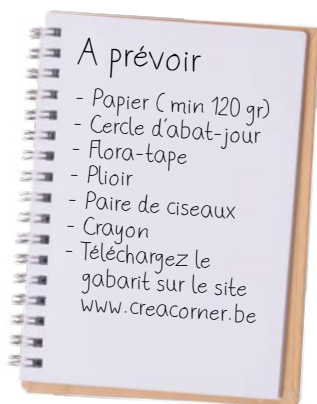 A prévoir
- Papier ( min 120 gr)
- Cercle d'abat-jour
- Flora-tape
- Plioir
- Paire de ciseaux
- Crayon
- Téléchargez le
gabarit sur le site
www.creacorner.be